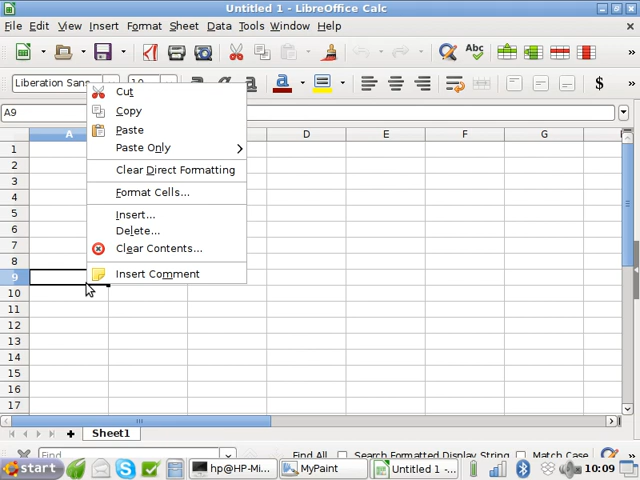 Untitled 1 - LibreOffice Calc
File Edit View Insert Format Sheet Data Tools Window Help
Abc
Liberation Sans
$
A9
A D E F G
1
2
3
4
5
6
7
8
9
10
11
12
13
14
15
16
17
Cut
Copy
Paste
Paste Only
Clear Direct Formatting
Format Cells...
Insert...
Delete...
Clear Contents...
Insert Comment
Sheet1
Find Find All Search Formatted Display String Match Case
start hp@HP-Mi... MyPaint Untitled 1 -... 10:09